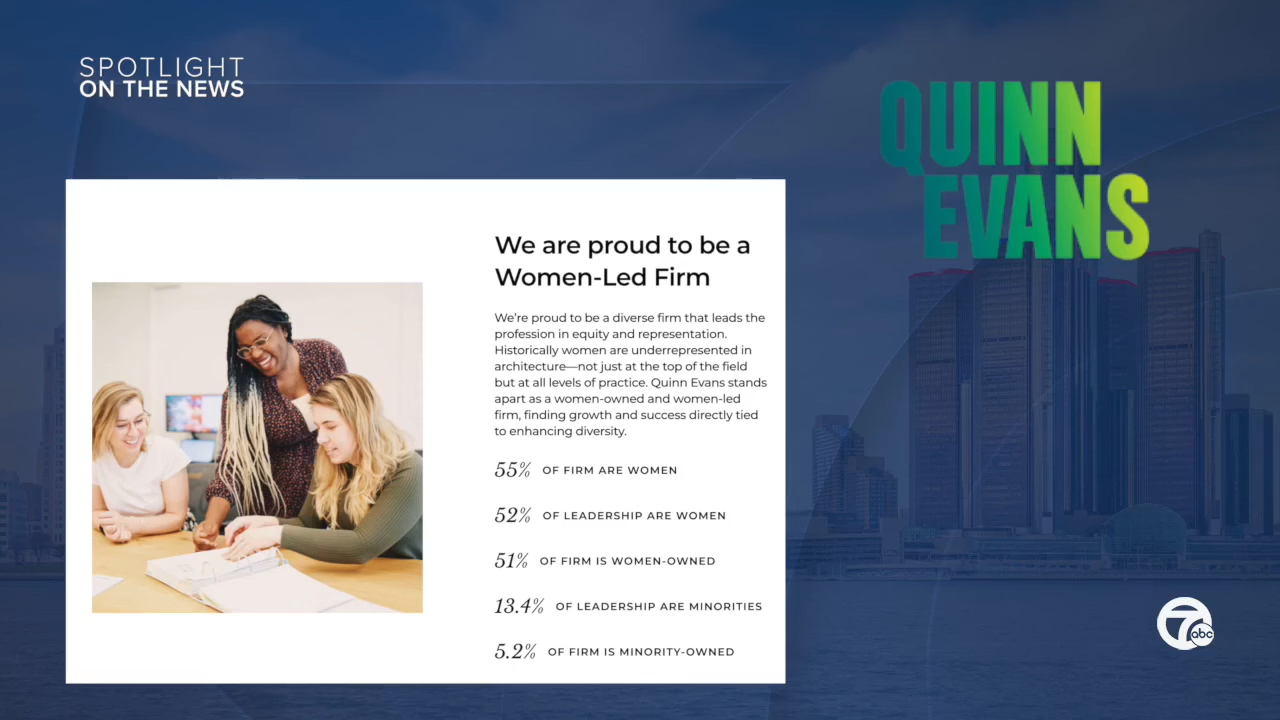 SPOTLIGHT
ON THE NEWS
QUINN
EVANS
We are proud to be a
Women-Led Firm
We're proud to be a diverse firm that leads the
profession in equity and representation.
Historically women are underrepresented in
architecture—not just at the top of the field
but at all levels of practice. Quinn Evans stands
apart as a women-owned and women-led
firm, finding growth and success directly tied
to enhancing diversity.
55% OF FIRM ARE WOMEN
52% OF LEADERSHIP ARE WOMEN
51% OF FIRM IS WOMEN-OWNED
13.4% OF LEADERSHIP ARE MINORITIES
5.2% OF FIRM IS MINORITY-OWNED
7 abc